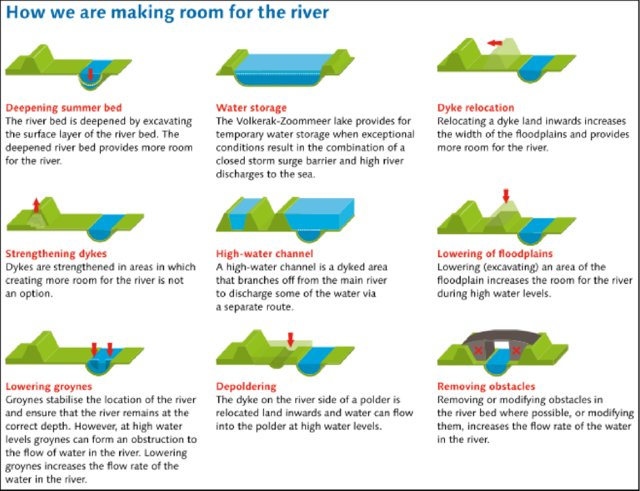 How we are making room for the river
Deepening summer bed
The river bed is deepened by excavating
the surface layer of the river bed. The
deepened river bed provides more room
for the river.
Water storage
The Volkerak-Zoommeer lake provides for
temporary water storage when exceptional
conditions result in the combination of a
closed storm surge barrier and high river
discharges to the sea.
Dyke relocation
Relocating a dyke land inwards increases
the width of the floodplains and provides
more room for the river.
Strengthening dykes
Dykes are strengthened in areas in which
creating more room for the river is not
an option.
High-water channel
A high-water channel is a dyked area
that branches off from the main river
to discharge some of the water via
a separate route.
Lowering of floodplains
Lowering (excavating) an area of the
floodplain increases the room for the river
during high water levels.
Lowering groynes
Groynes stabilise the location of the river
and ensure that the river remains at the
correct depth. However, at high water
levels groynes can form an obstruction to
the flow of water in the river. Lowering
groynes increases the flow rate of the
water in the river.
Depoldering
The dyke on the river side of a polder is
relocated land inwards and water can flow
into the polder at high water levels.
Removing obstacles
Removing or modifying obstacles in
the river bed where possible, or modifying
them, increases the flow rate of the water
in the river.